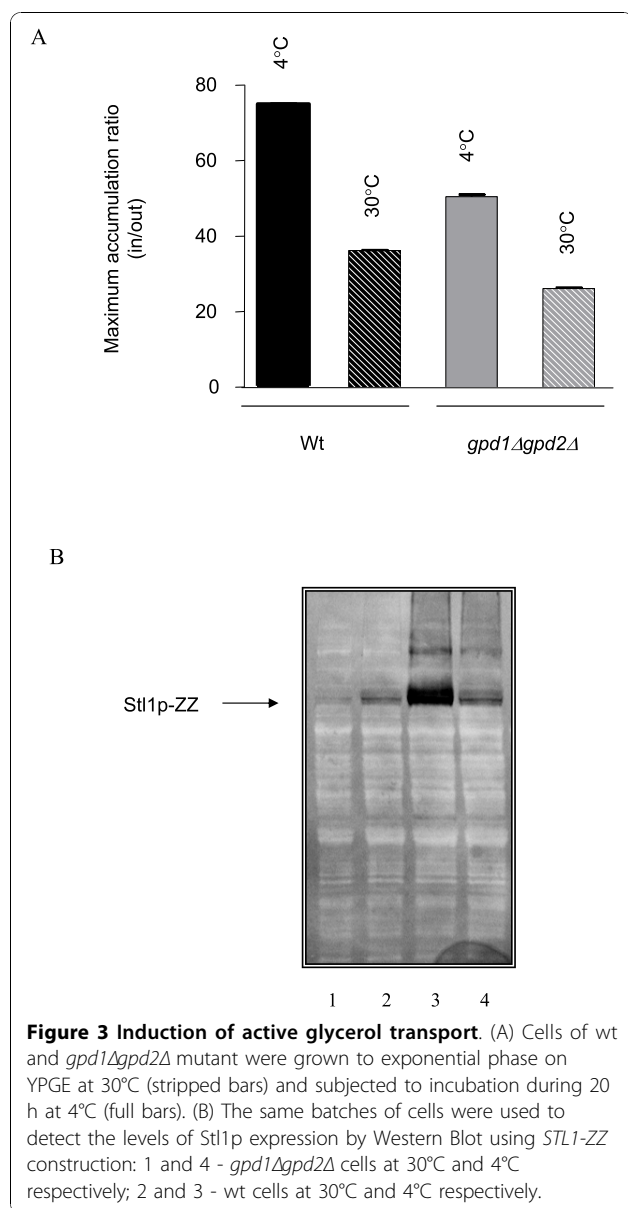 A
4°C
30°C
4°C
30°C
80
60
40
20
0
Maximum accumulation ratio
(in/out)
Wt
gpd1Δgpd2Δ
B
Stl1p-ZZ
1 2 3 4
Figure 3 Induction of active glycerol transport. (A) Cells of wt
and gpd1Δgpd2Δ mutant were grown to exponential phase on
YPGE at 30°C (stripped bars) and subjected to incubation during 20
h at 4°C (full bars). (B) The same batches of cells were used to
detect the levels of Stl1p expression by Western Blot using STL1-ZZ
construction: 1 and 4 - gpd1Δgpd2Δ cells at 30°C and 4°C
respectively; 2 and 3 - wt cells at 30°C and 4°C respectively.